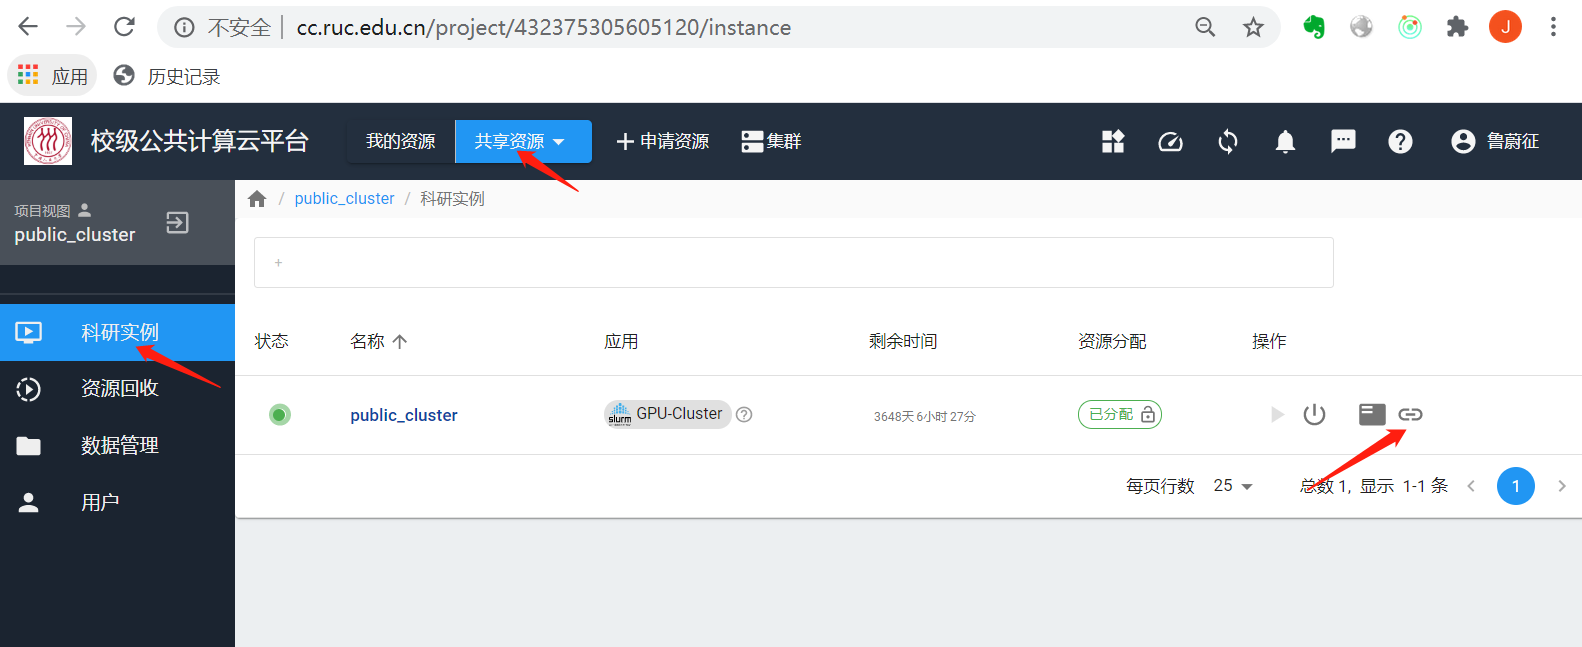 不安全 cc.ruc.edu.cn/project/432375305605120/instance J
应用 历史记录
校级公共计算云平台 我的资源 共享资源 申请资源 集群 鲁蔚征
项目视图
public_cluster
/ public_cluster / 科研实例
+
科研实例
资源回收
数据管理
用户
状态 名称 应用 剩余时间 资源分配 操作
public_cluster slurm GPU-Cluster 3648天 6小时 27分 已分配
每页行数 25 总数 1, 显示 1-1 条 1